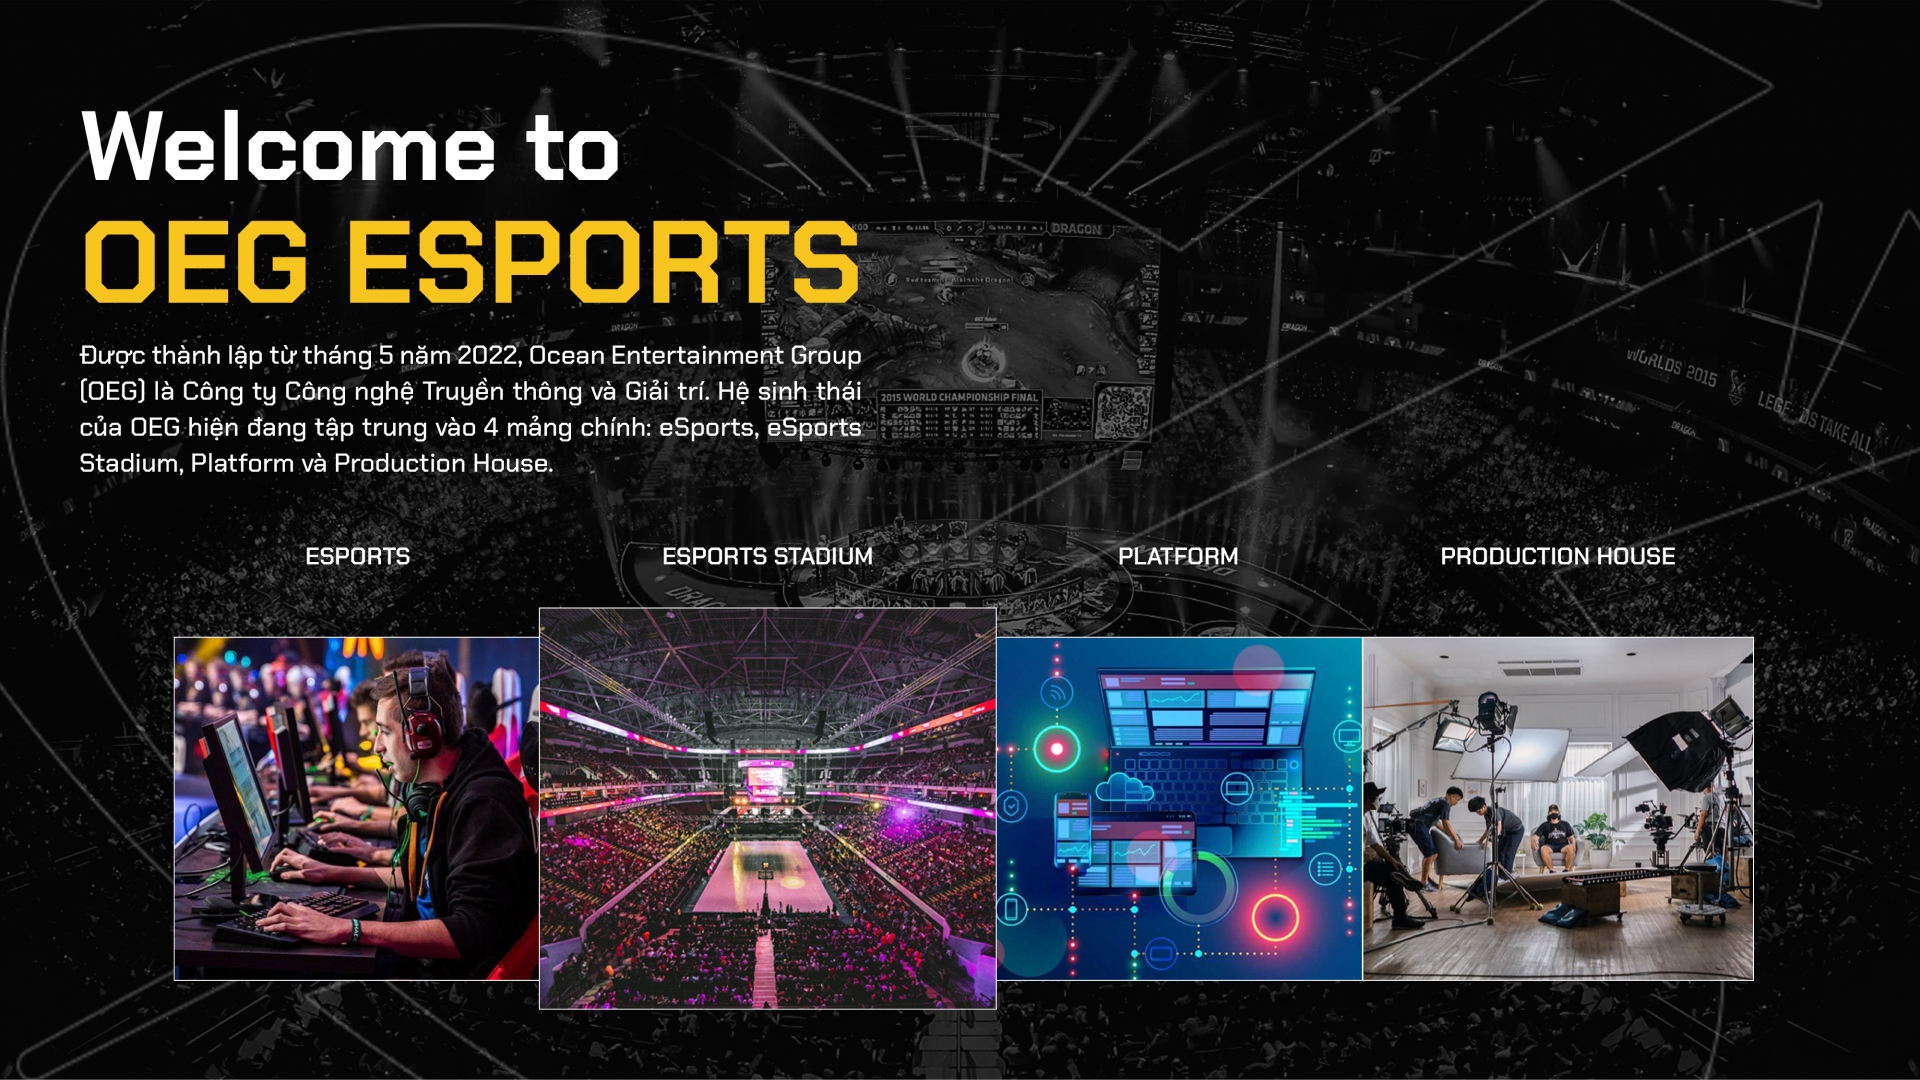 Welcome to
OEG ESPORTS
Được thành lập từ tháng 5 năm 2022, Ocean Entertainment Group
(OEG) là Công ty Công nghệ Truyền thông và Giải trí. Hệ sinh thái
của OEG hiện đang tập trung vào 4 mảng chính: eSports, eSports
Stadium, Platform và Production House.
DRAGON
2015 WORLD CHAMPIONSHIP FINAL
DRAGON
DRAGON
WORLDS 2015
DS TAKE ALL
ESPORTS
ESPORTS STADIUM
PLATFORM
PRODUCTION HOUSE